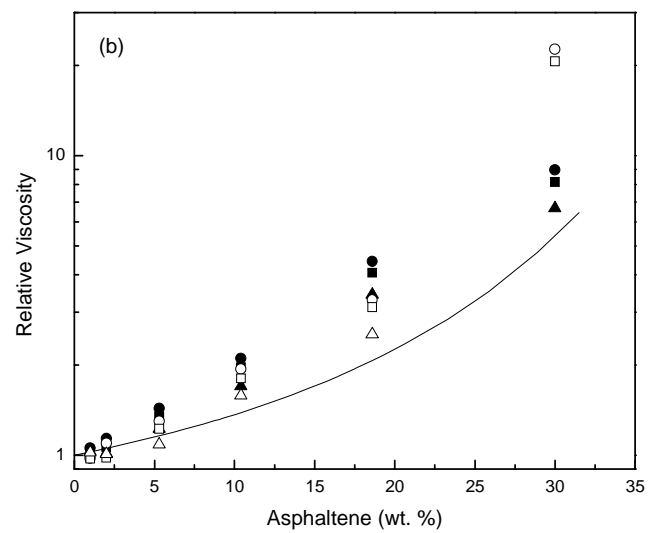 (b)
10
1
Relative Viscosity
0 5 10 15 20 25 30 35
Asphaltene (wt. %)